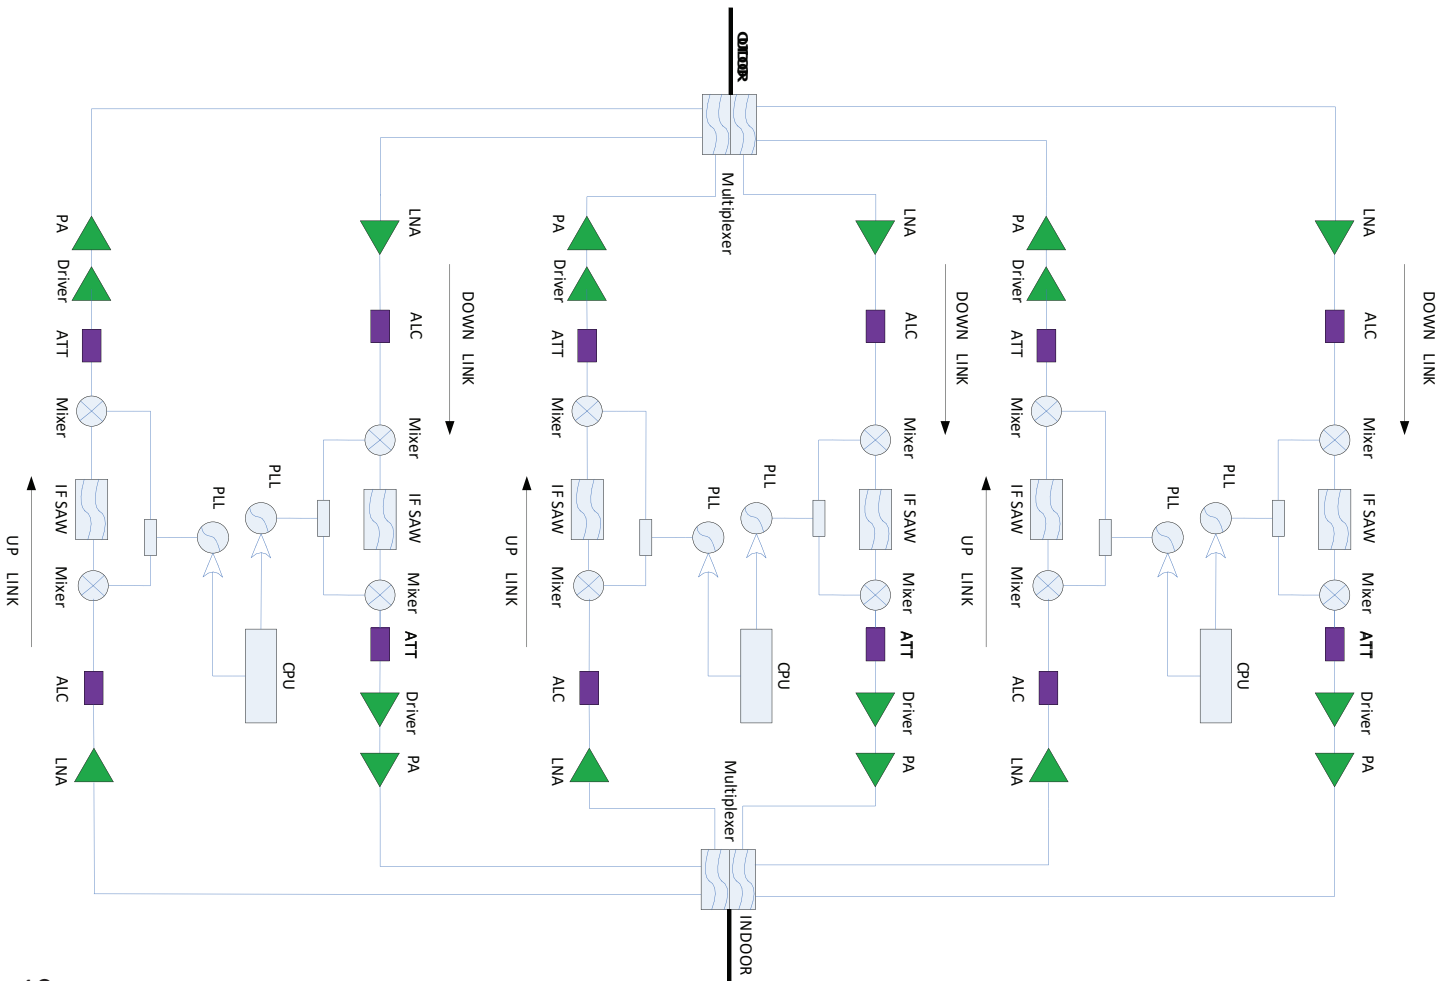 OUTDOOR
Multiplexer
PA
LNA
PA
LNA
PA
LNA
Driver
Driver
Driver
DOWN LINK
DOWN LINK
DOWN LINK
ATT
ALC
ATT
ALC
ATT
ALC
Mixer
Mixer
Mixer
Mixer
Mixer
Mixer
PLL
PLL
PLL
PLL
PLL
PLL
IF SAW
IF SAW
IF SAW
IF SAW
IF SAW
IF SAW
UP LINK
UP LINK
UP LINK
Mixer
Mixer
Mixer
Mixer
Mixer
Mixer
ATT
ATT
ATT
ALC
CPU
ALC
CPU
ALC
CPU
Driver
Driver
Driver
LNA
PA
LNA
PA
LNA
PA
Multiplexer
INDOOR